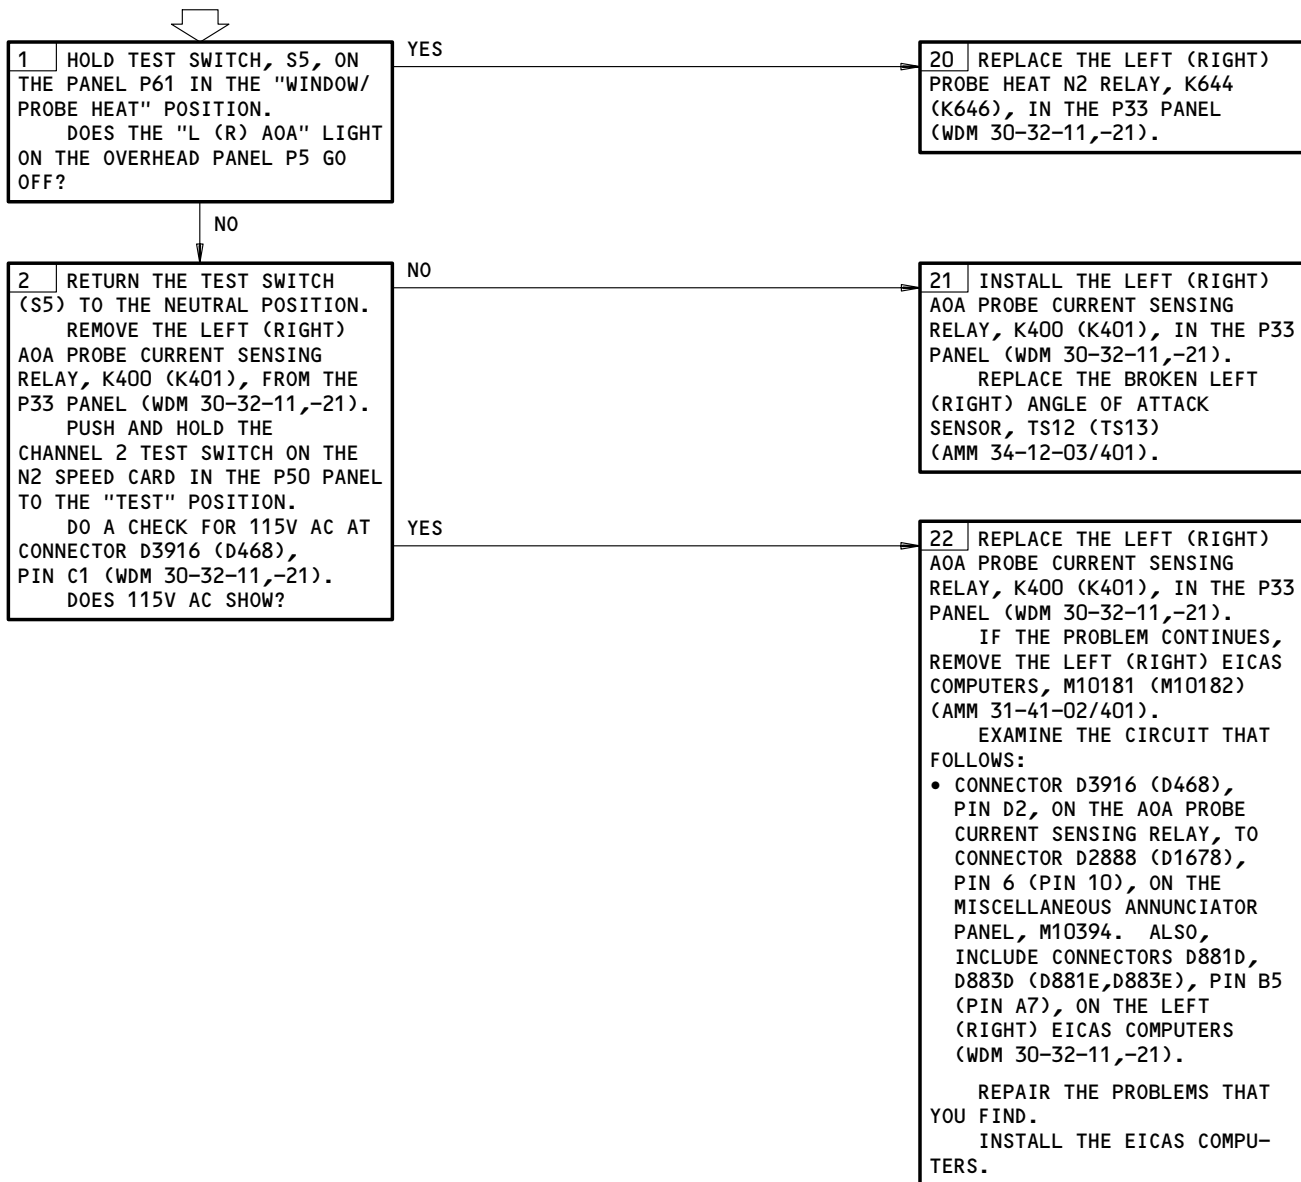 1 HOLD TEST SWITCH, S5, ON
THE PANEL P61 IN THE "WINDOW/
PROBE HEAT" POSITION.
DOES THE "L (R) AOA" LIGHT
ON THE OVERHEAD PANEL P5 GO
OFF?
YES
20 REPLACE THE LEFT (RIGHT)
PROBE HEAT N2 RELAY, K644
(K646), IN THE P33 PANEL
(WDM 30-32-11,-21).
NO
2 RETURN THE TEST SWITCH
(S5) TO THE NEUTRAL POSITION.
REMOVE THE LEFT (RIGHT)
AOA PROBE CURRENT SENSING
RELAY, K400 (K401), FROM THE
P33 PANEL (WDM 30-32-11,-21).
PUSH AND HOLD THE
CHANNEL 2 TEST SWITCH ON THE
N2 SPEED CARD IN THE P50 PANEL
TO THE "TEST" POSITION.
DO A CHECK FOR 115V AC AT
CONNECTOR D3916 (D468),
PIN C1 (WDM 30-32-11,-21).
DOES 115V AC SHOW?
NO
21 INSTALL THE LEFT (RIGHT)
AOA PROBE CURRENT SENSING
RELAY, K400 (K401), IN THE P33
PANEL (WDM 30-32-11,-21).
REPLACE THE BROKEN LEFT
(RIGHT) ANGLE OF ATTACK
SENSOR, TS12 (TS13)
(AMM 34-12-03/401).
YES
22 REPLACE THE LEFT (RIGHT)
AOA PROBE CURRENT SENSING
RELAY, K400 (K401), IN THE P33
PANEL (WDM 30-32-11,-21).
IF THE PROBLEM CONTINUES,
REMOVE THE LEFT (RIGHT) EICAS
COMPUTERS, M10181 (M10182)
(AMM 31-41-02/401).
EXAMINE THE CIRCUIT THAT
FOLLOWS:
• CONNECTOR D3916 (D468),
PIN D2, ON THE AOA PROBE
CURRENT SENSING RELAY, TO
CONNECTOR D2888 (D1678),
PIN 6 (PIN 10), ON THE
MISCELLANEOUS ANNUNCIATOR
PANEL, M10394. ALSO,
INCLUDE CONNECTORS D881D,
D883D (D881E,D883E), PIN B5
(PIN A7), ON THE LEFT
(RIGHT) EICAS COMPUTERS
(WDM 30-32-11,-21).
REPAIR THE PROBLEMS THAT
YOU FIND.
INSTALL THE EICAS COMPU-
TERS.